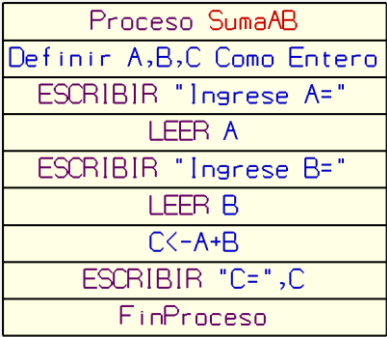 Proceso SumaAB
Definir A,B,C Como Entero
ESCRIBIR "Ingrese A="
LEER A
ESCRIBIR "Ingrese B="
LEER B
C<-A+B
ESCRIBIR "C=",C
FinProceso